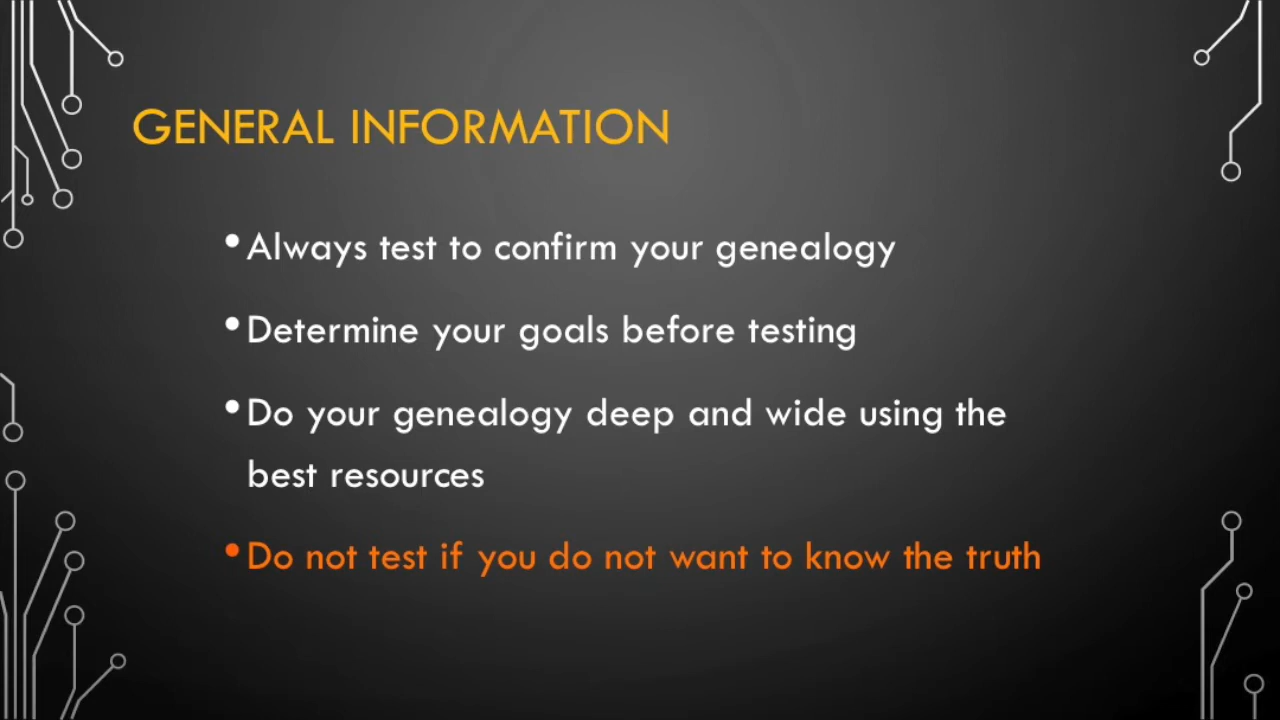 GENERAL INFORMATION
• Always test to confirm your genealogy
• Determine your goals before testing
• Do your genealogy deep and wide using the
best resources
• Do not test if you do not want to know the truth